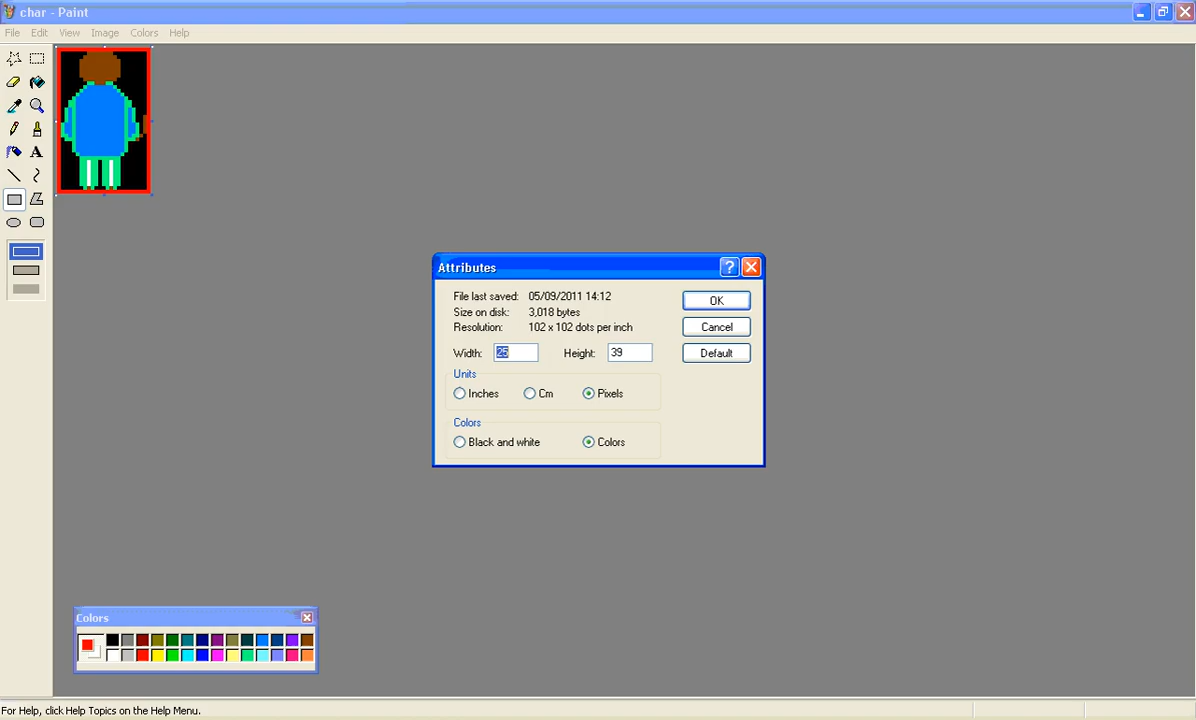 char - Paint
File Edit View Image Colors Help
A
Attributes
?
File last saved: 05/09/2011 14:12
OK
Size on disk: 3,018 bytes
Resolution: 102 x 102 dots per inch
Cancel
Width: 25 Height: 39
Default
Units
Inches Cm Pixels
Colors
Black and white Colors
Colors
For Help, click Help Topics on the Help Menu.